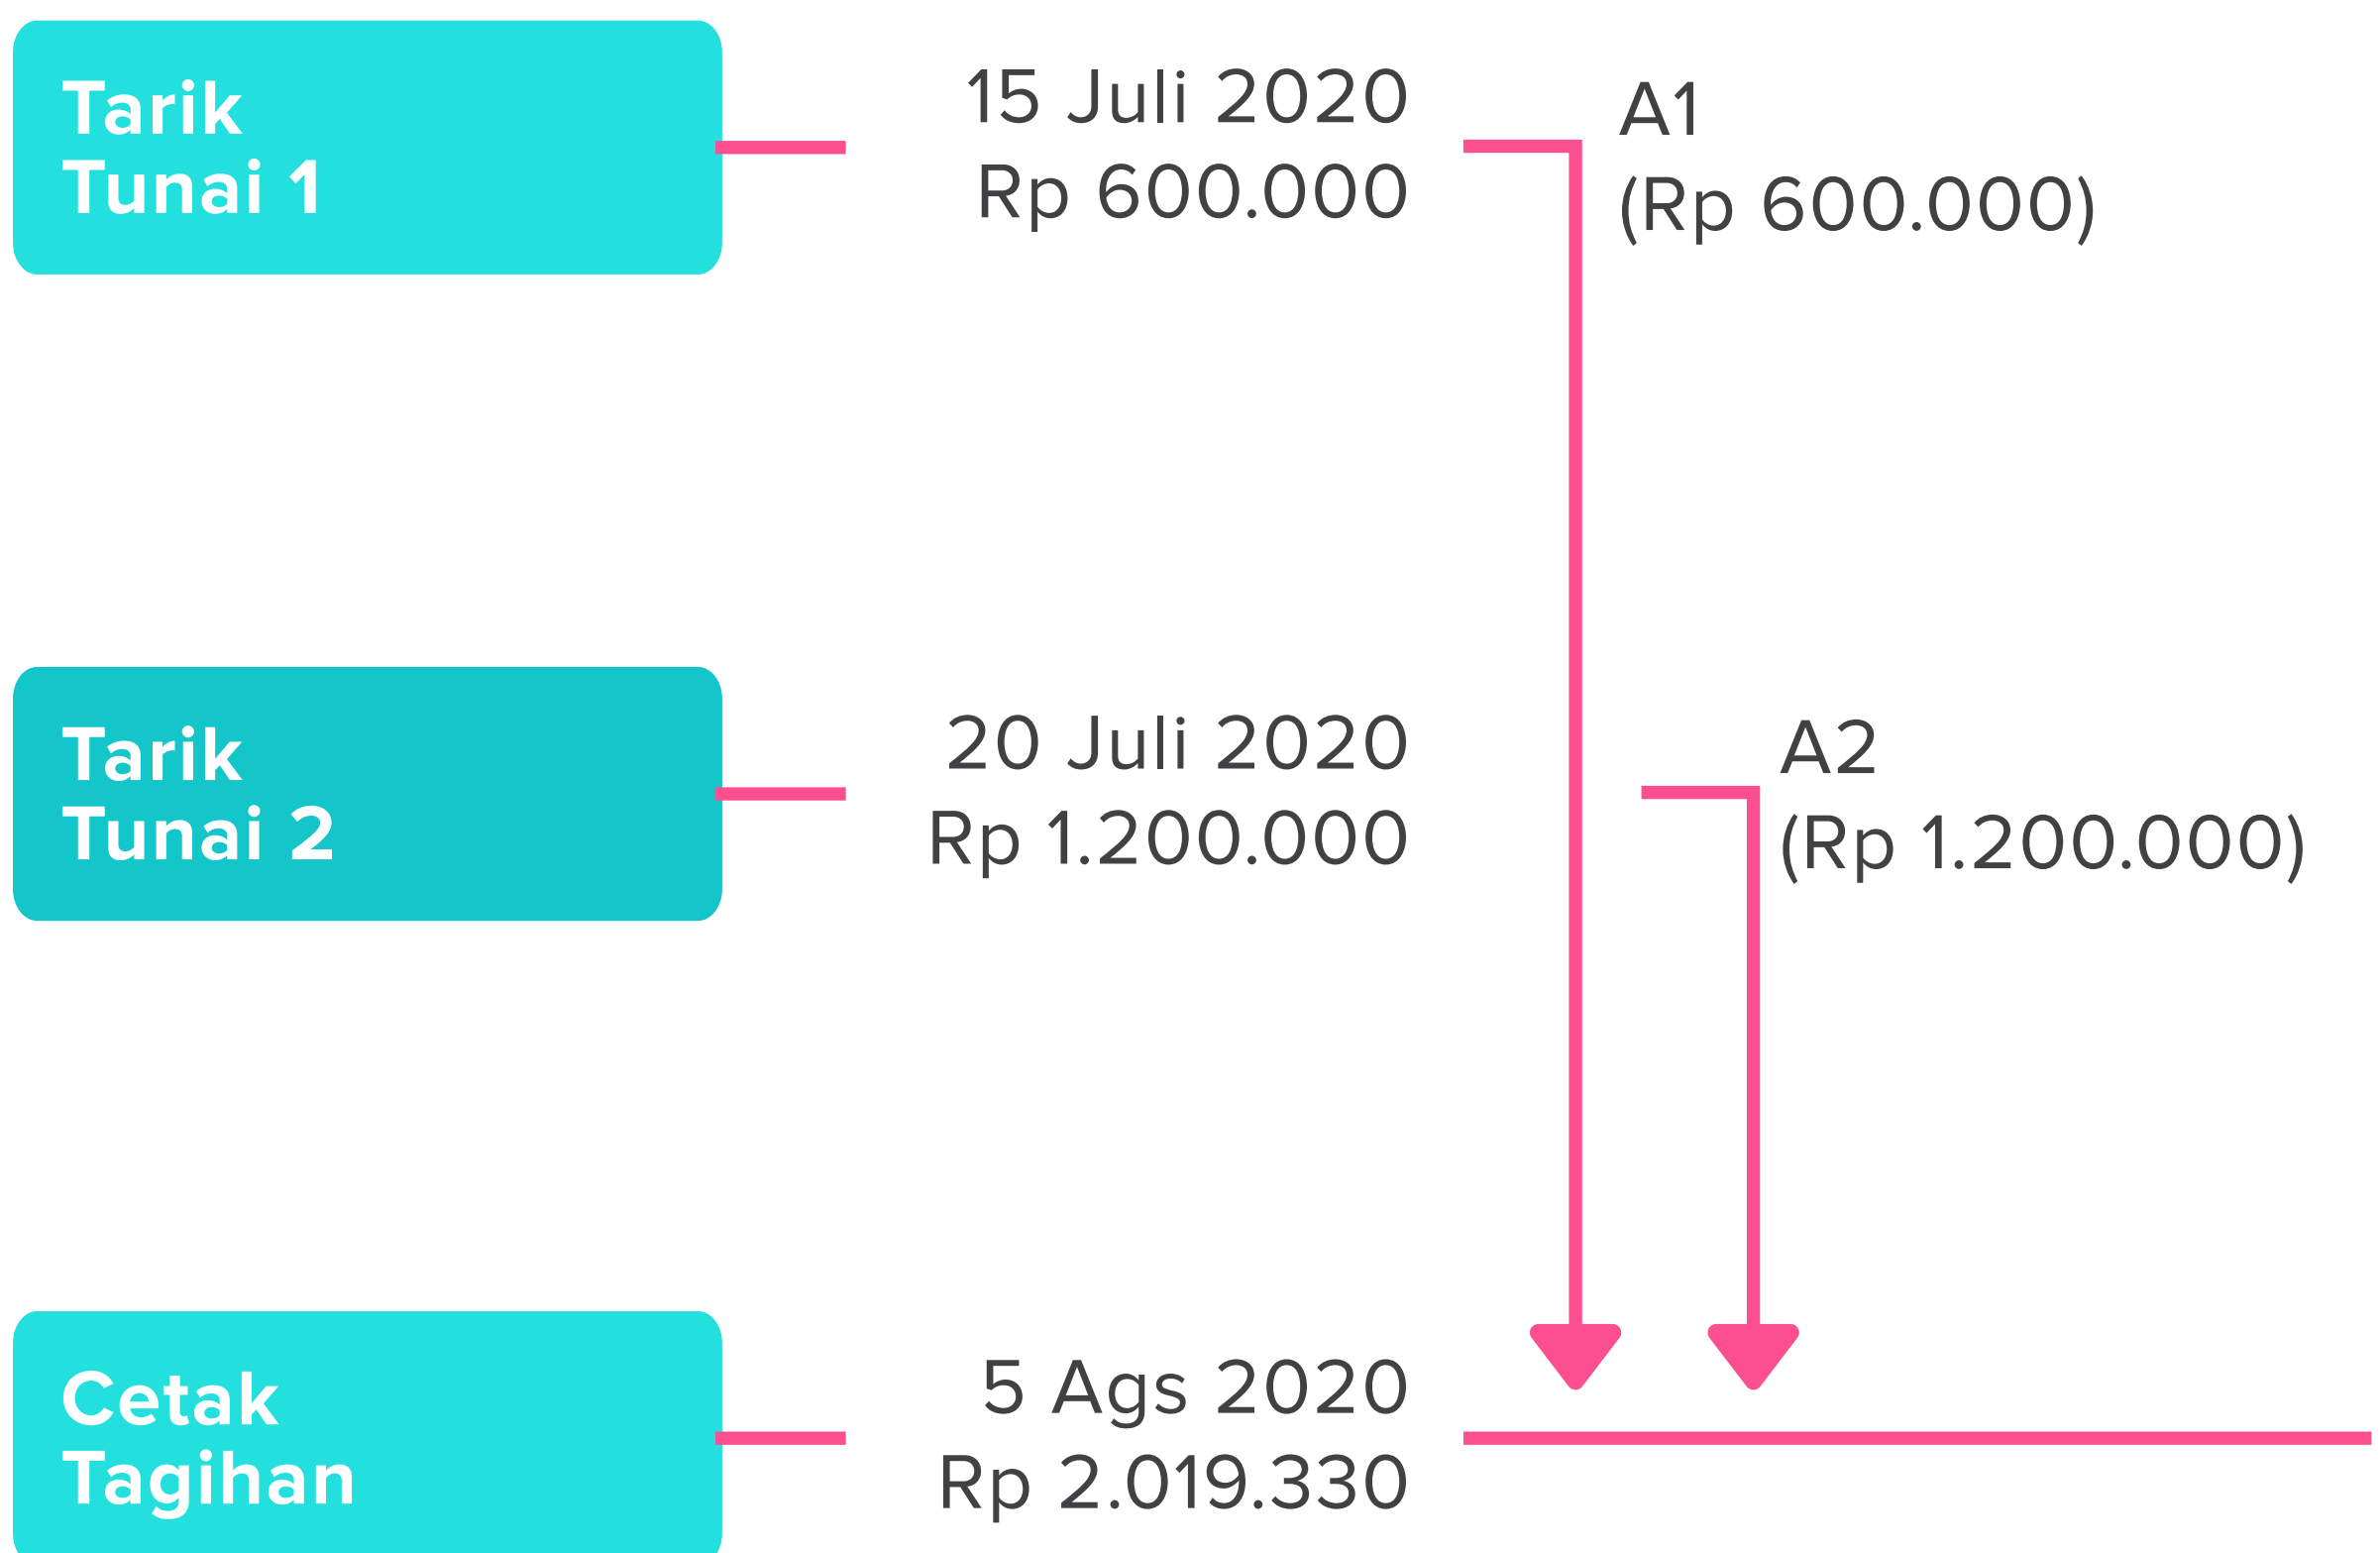 Tarik
Tunai 1
15 Juli 2020
Rp 600.000
A1
(Rp 600.000)
Tarik
Tunai 2
20 Juli 2020
Rp 1.200.000
A2
(Rp 1.200.000)
Cetak
Tagihan
5 Ags 2020
Rp 2.019.330